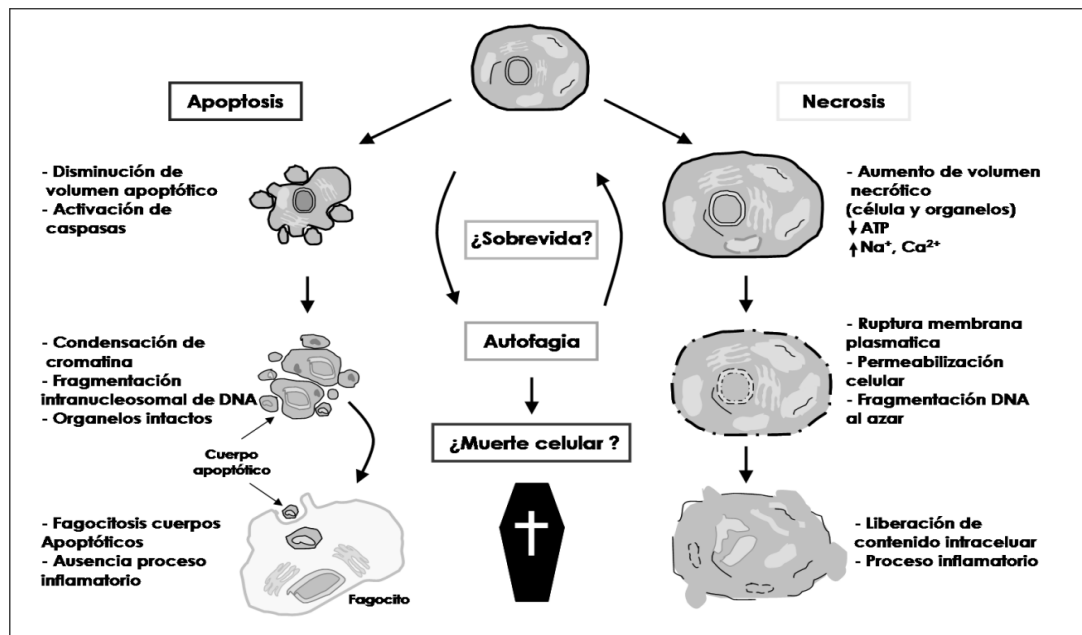 Apoptosis
Necrosis
- Disminución de
volumen apoptótico
- Activación de
caspasas
- Aumento de volumen
necrótico
(célula y organelos)
↓ ATP
↑ Na⁺, Ca²⁺
¿Sobrevida?
Autofagia
- Condensación de
cromatina
- Fragmentación
intranucleosomal de DNA
- Organelos intactos
- Ruptura membrana
plasmatica
- Permeabilización
celular
- Fragmentación DNA
al azar
¿Muerte celular ?
Cuerpo
apoptótico
- Fagocitosis cuerpos
Apoptóticos
- Ausencia proceso
inflamatorio
Fagocito
- Liberación de
contenido intraceluar
- Proceso inflamatorio